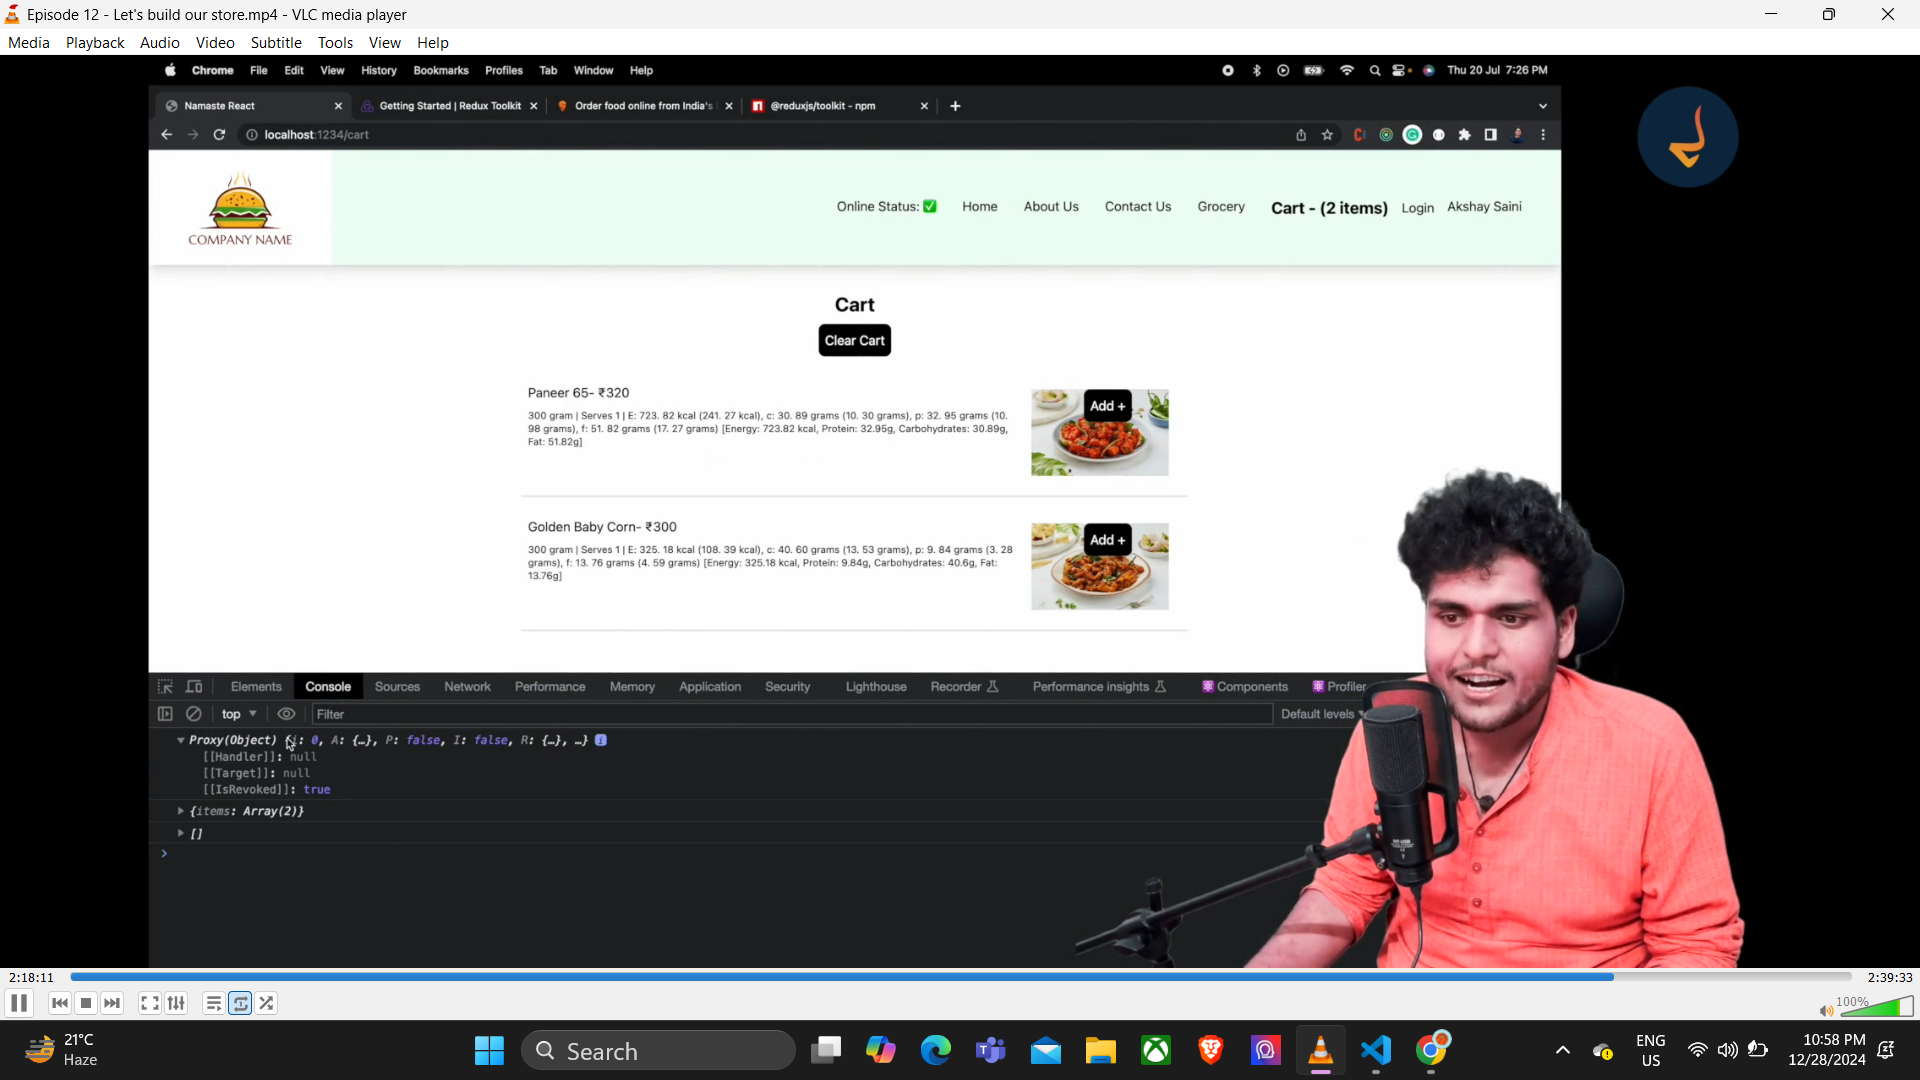 Episode 12 - Let's build our store.mp4 - VLC media player
Media Playback Audio Video Subtitle Tools View Help
Chrome File Edit View History Bookmarks Profiles Tab Window Help Thu 20 Jul 7:26 PM
Namaste React Getting Started | Redux Toolkit Order food online from India's @reduxjs/toolkit - npm
localhost:1234/cart
COMPANY NAME
Online Status: ✅ Home About Us Contact Us Grocery Cart - (2 items) Login Akshay Saini
Cart
Clear Cart
Paneer 65- ₹320
300 gram | Serves 1 | E: 723. 82 kcal (241. 27 kcal), c: 30. 89 grams (10. 30 grams), p: 32. 95 grams (10.
98 grams), f: 51. 82 grams (17. 27 grams) [Energy: 723.82 kcal, Protein: 32.95g, Carbohydrates: 30.89g,
Fat: 51.82g]
Add +
Golden Baby Corn- ₹300
300 gram | Serves 1 | E: 325. 18 kcal (108. 39 kcal), c: 40. 60 grams (13. 53 grams), p: 9. 84 grams (3. 28
grams), f: 13. 76 grams (4. 59 grams) [Energy: 325.18 kcal, Protein: 9.84g, Carbohydrates: 40.6g, Fat:
13.76g]
Add +
Elements Console Sources Network Performance Memory Application Security Lighthouse Recorder Performance insights Components Profiler
top Filter Default levels
Proxy(Object) {i: 0, A: {…}, P: false, I: false, R: {…}, …}
[[Handler]]: null
[[Target]]: null
[[IsRevoked]]: true
{items: Array(2)}
[]
2:18:11 2:39:33
100%
21°C
Haze
Search
ENG
US
10:58 PM
12/28/2024